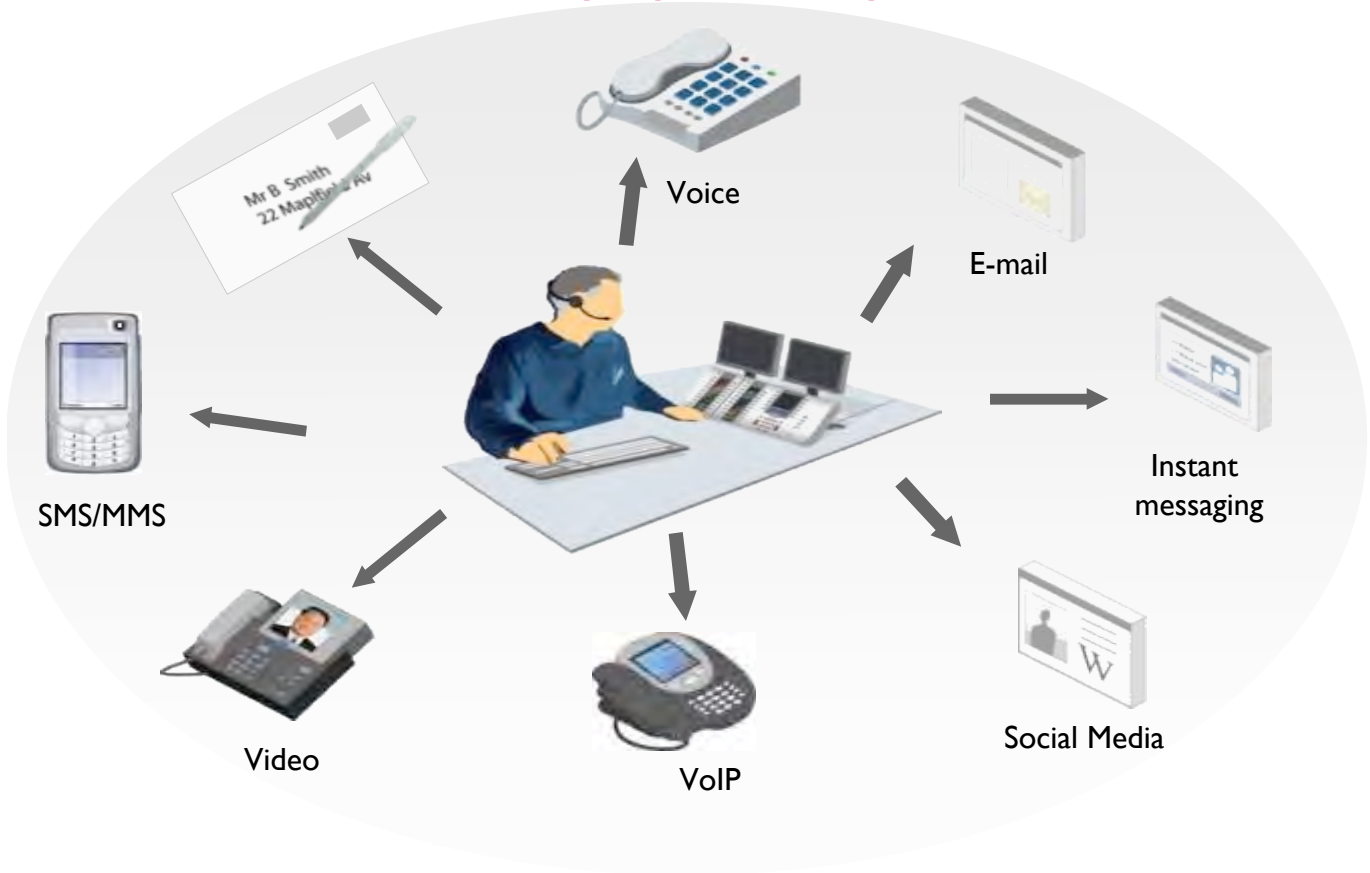 Mr B Smith
Voice
E-mail
Instant
messaging
SMS/MMS
W
Social Media
Video
VoIP